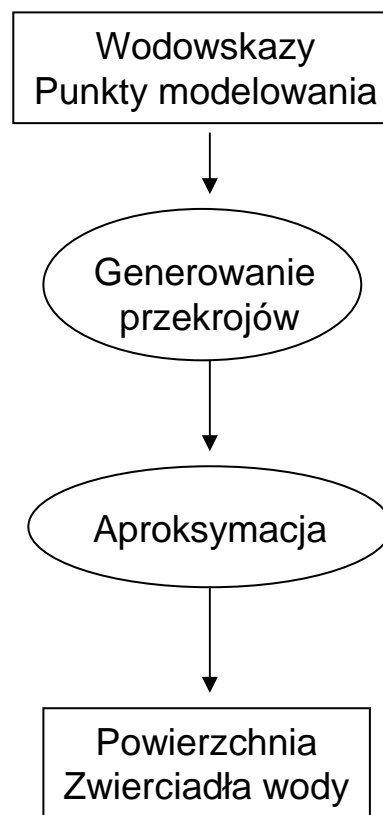 Wodowskazy
Punkty modelowania
Generowanie
przekrojów
Aproksymacja
Powierzchnia
Zwierciadła wody